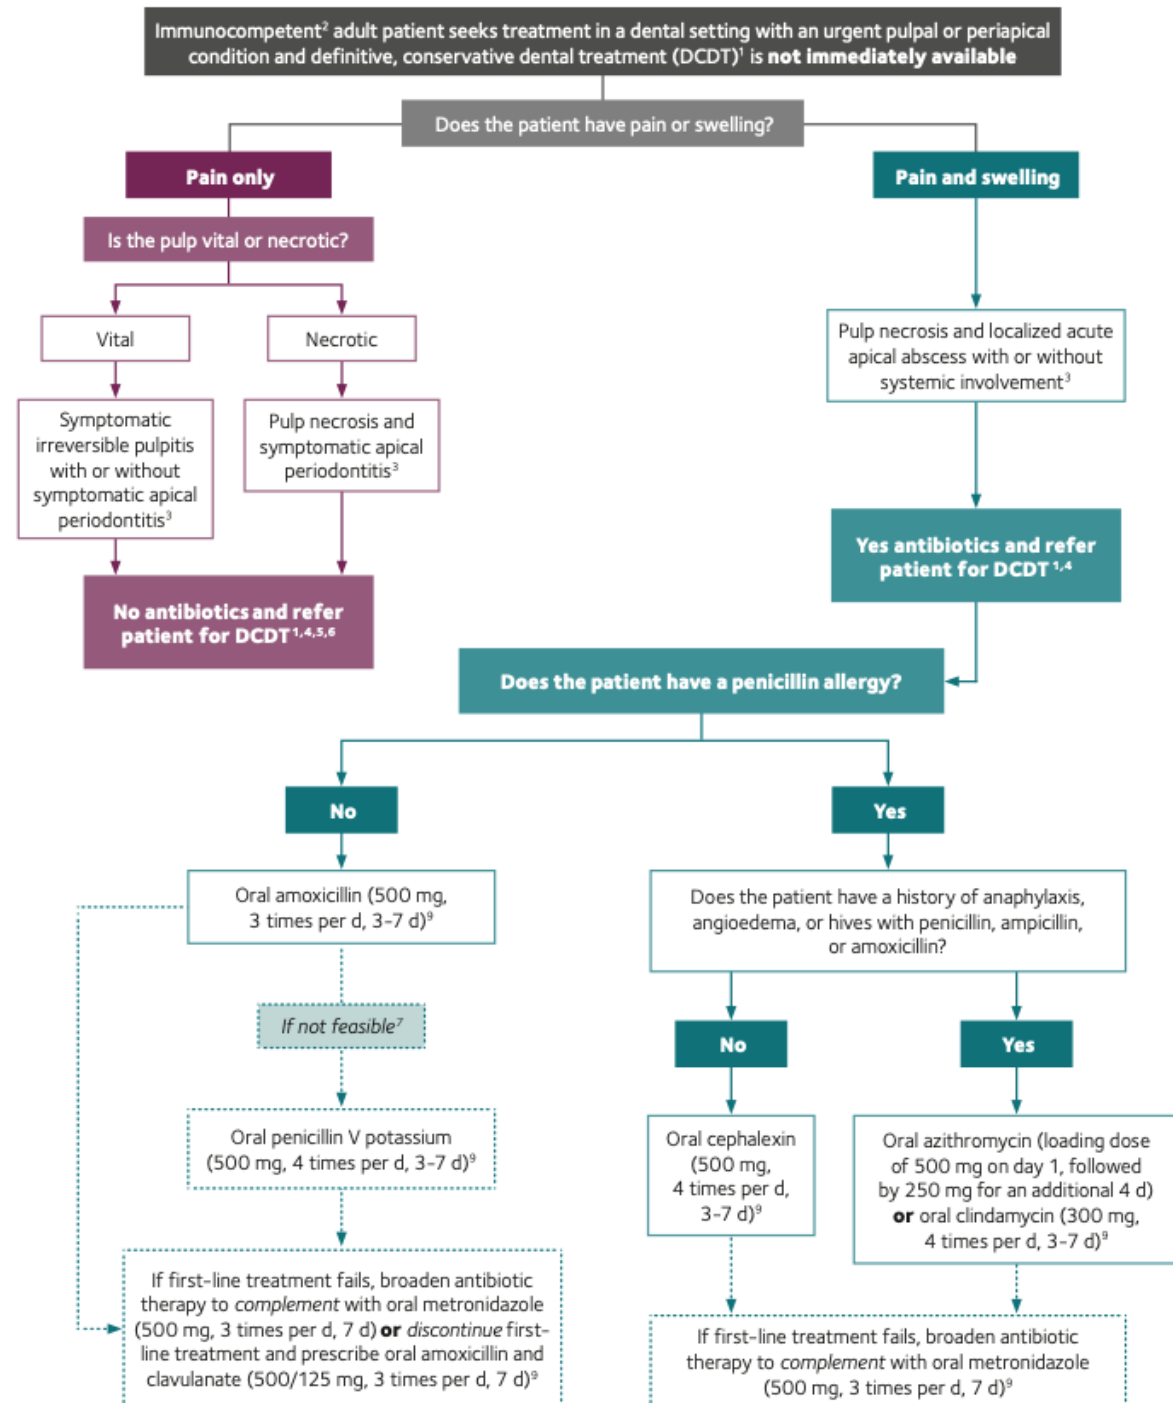 Immunocompetent² adult patient seeks treatment in a dental setting with an urgent pulpal or periapical
condition and definitive, conservative dental treatment (DCDT)¹ is not immediately available
Does the patient have pain or swelling?
Pain only
Pain and swelling
Is the pulp vital or necrotic?
Vital
Necrotic
Pulp necrosis and localized acute
apical abscess with or without
systemic involvement³
Symptomatic
irreversible pulpitis
with or without
symptomatic apical
periodontitis³
Pulp necrosis and
symptomatic apical
periodontitis³
Yes antibiotics and refer
patient for DCDT¹,⁴
No antibiotics and refer
patient for DCDT¹,⁴,⁵,⁶
Does the patient have a penicillin allergy?
No
Yes
Oral amoxicillin (500 mg,
3 times per d, 3-7 d)⁹
Does the patient have a history of anaphylaxis,
angioedema, or hives with penicillin, ampicillin,
or amoxicillin?
If not feasible⁷
No
Yes
Oral penicillin V potassium
(500 mg, 4 times per d, 3-7 d)⁹
Oral cephalexin
(500 mg,
4 times per d,
3-7 d)⁹
Oral azithromycin (loading dose
of 500 mg on day 1, followed
by 250 mg for an additional 4 d)
or oral clindamycin (300 mg,
4 times per d, 3-7 d)⁹
If first-line treatment fails, broaden antibiotic
therapy to complement with oral metronidazole
(500 mg, 3 times per d, 7 d) or discontinue first-
line treatment and prescribe oral amoxicillin and
clavulanate (500/125 mg, 3 times per d, 7 d)⁹
If first-line treatment fails, broaden antibiotic
therapy to complement with oral metronidazole
(500 mg, 3 times per d, 7 d)⁹